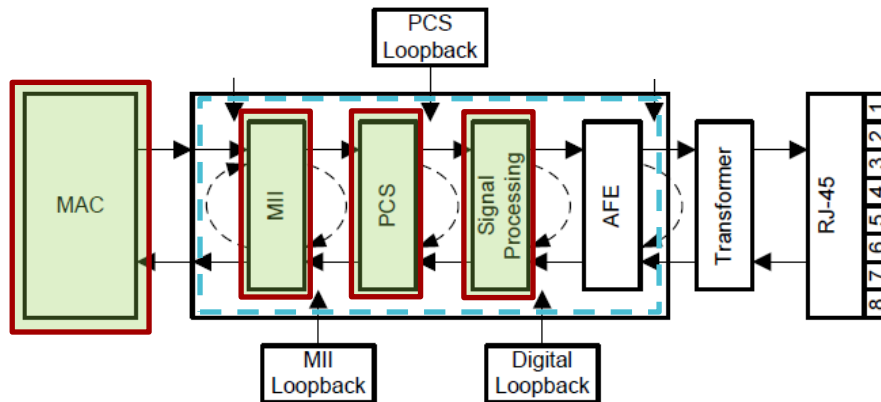 PCS
Loopback
MAC
MII
PCS
Signal
Processing
AFE
Transformer
RJ-45
1
2
3
4
5
6
7
8
MII
Loopback
Digital
Loopback